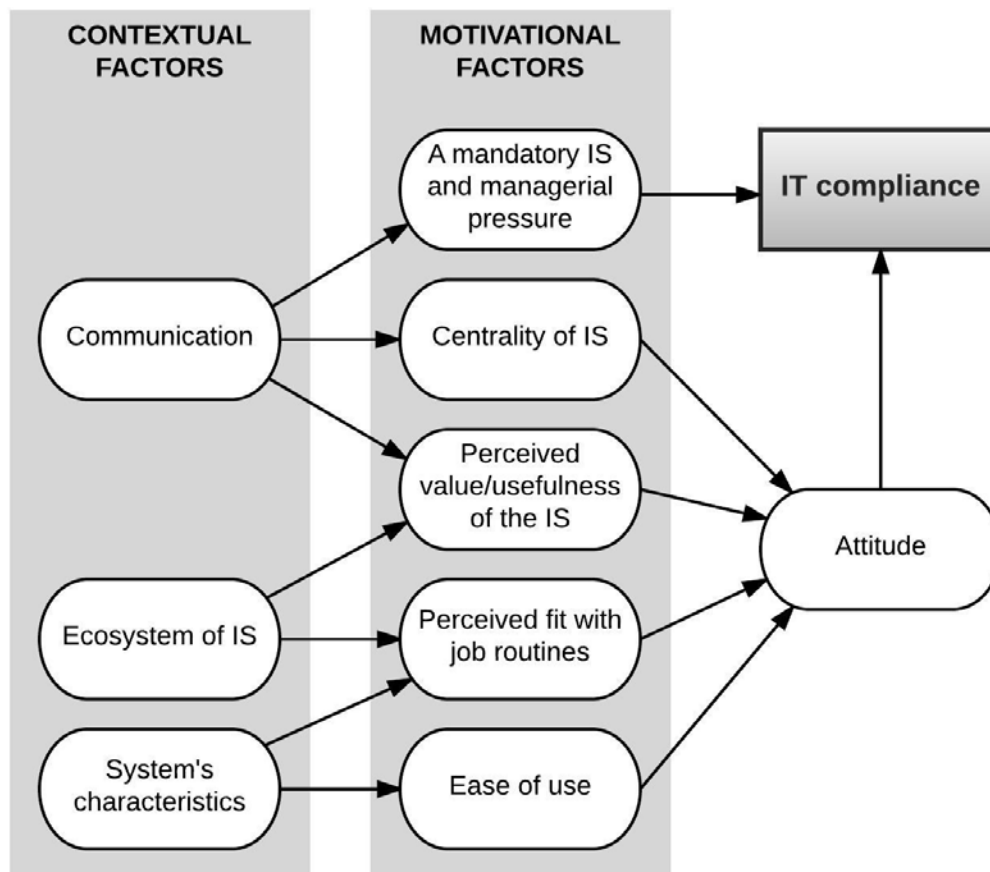 CONTEXTUAL
FACTORS
MOTIVATIONAL
FACTORS
A mandatory IS
and managerial
pressure
IT compliance
Communication
Centrality of IS
Perceived
value/usefulness
of the IS
Attitude
Ecosystem of IS
Perceived fit with
job routines
System's
characteristics
Ease of use